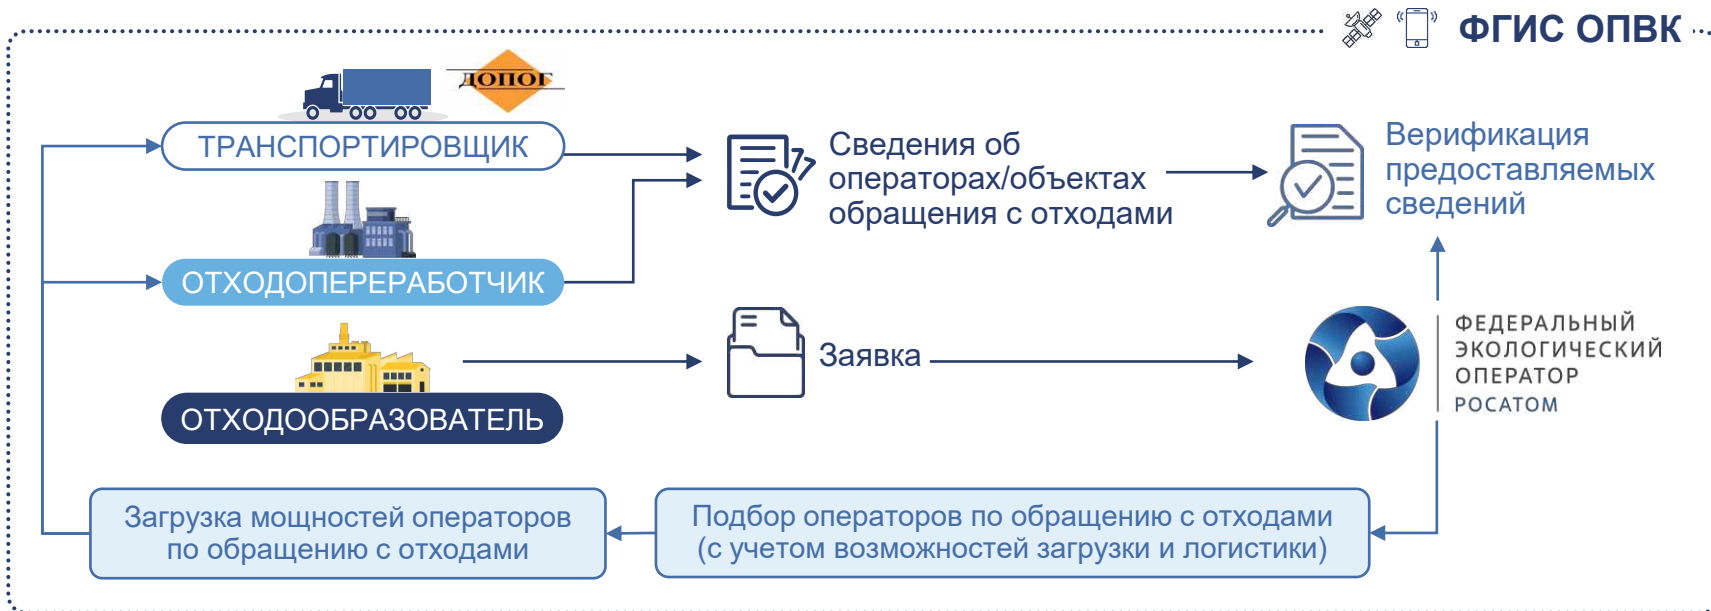 ФГИС ОПВК
ДОПОГ
ТРАНСПОРТИРОВЩИК
Сведения об
операторах/объектах
обращения с отходами
Верификация
предоставляемых
сведений
ОТХОДОПЕРЕРАБОТЧИК
Заявка
ФЕДЕРАЛЬНЫЙ
ЭКОЛОГИЧЕСКИЙ
ОПЕРАТОР
РОСАТОМ
ОТХОДООБРАЗОВАТЕЛЬ
Загрузка мощностей операторов
по обращению с отходами
Подбор операторов по обращению с отходами
(с учетом возможностей загрузки и логистики)